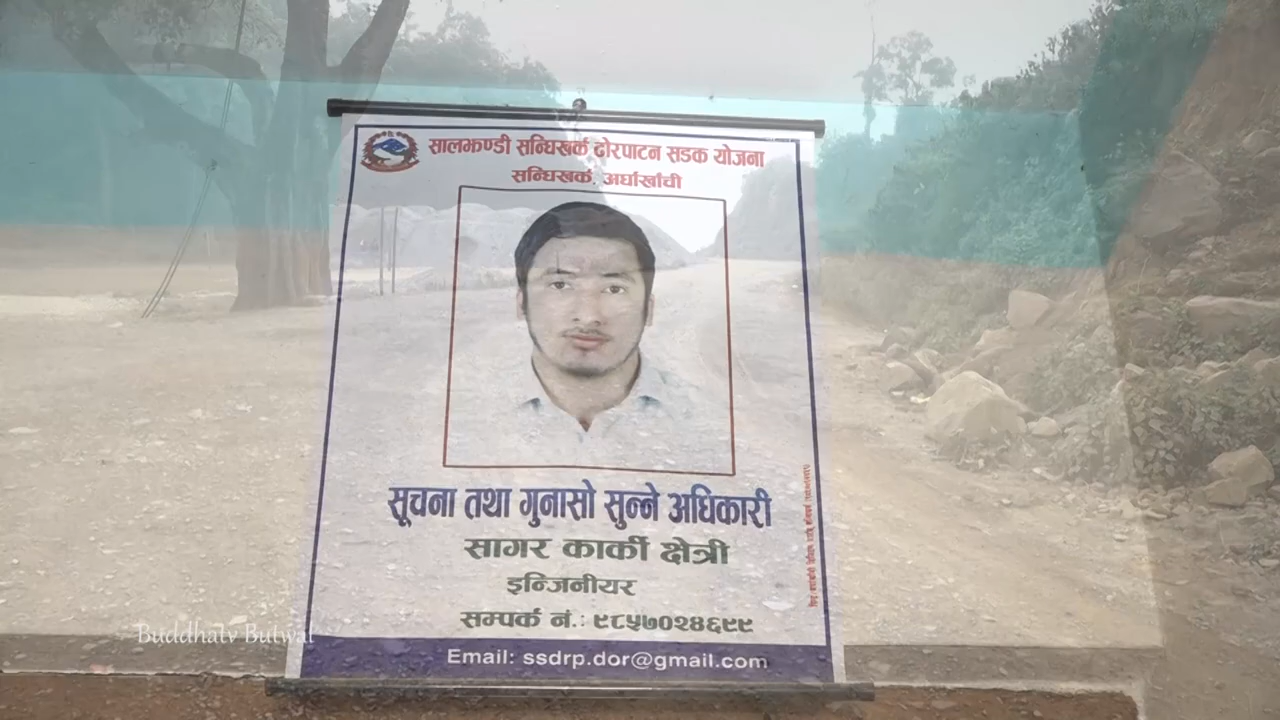 सालझण्डी सन्धिखर्क ढोरपाटन सडक योजना
सन्धिखर्क, अर्घाखाँची
सूचना तथा गुनासो सुन्ने अधिकारी
सागर कार्की क्षेत्री
इन्जिनीयर
सम्पर्क नं.: ९८५७०२४६९९
Email: ssdrp.dor@gmail.com
Buddhatv Butwal